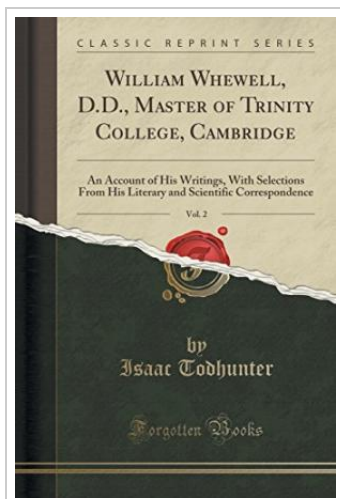 CLASSIC REPRINT SERIES
WILLIAM WHEWELL,
D.D., MASTER OF TRINITY
COLLEGE, CAMBRIDGE
An Account of His Writings, With Selections
From His Literary and Scientific Correspondence
Vol. 2
by
Isaac Todhunter
Forgotten Books